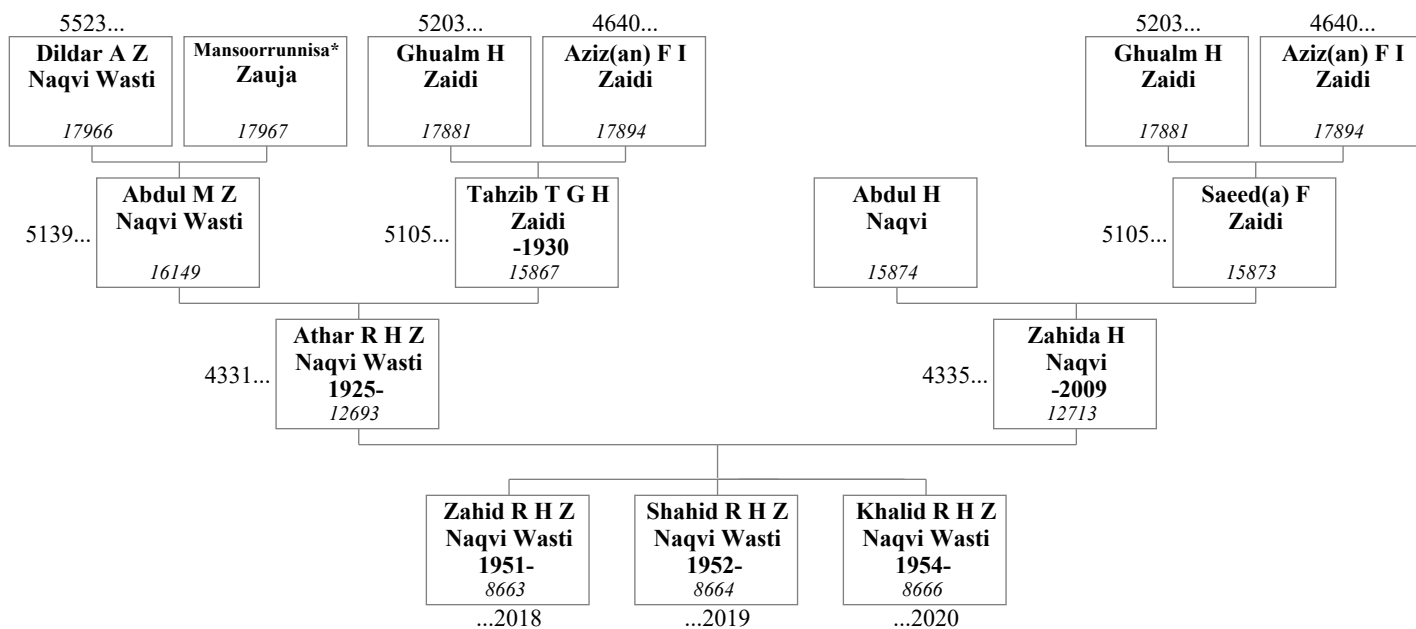 5523...
5203...
4640...
5203...
4640...
Dildar A Z
Naqvi Wasti
17966
Mansoorrunnisa*
Zauja
17967
Ghualm H
Zaidi
17881
Aziz(an) F I
Zaidi
17894
Ghualm H
Zaidi
17881
Aziz(an) F I
Zaidi
17894
5139...
Abdul M Z
Naqvi Wasti
16149
5105...
Tahzib T G H
Zaidi
-1930
15867
Abdul H
Naqvi
15874
5105...
Saeed(a) F
Zaidi
15873
4331...
Athar R H Z
Naqvi Wasti
1925-
12693
4335...
Zahida H
Naqvi
-2009
12713
Zahid R H Z
Naqvi Wasti
1951-
8663
...2018
Shahid R H Z
Naqvi Wasti
1952-
8664
...2019
Khalid R H Z
Naqvi Wasti
1954-
8666
...2020